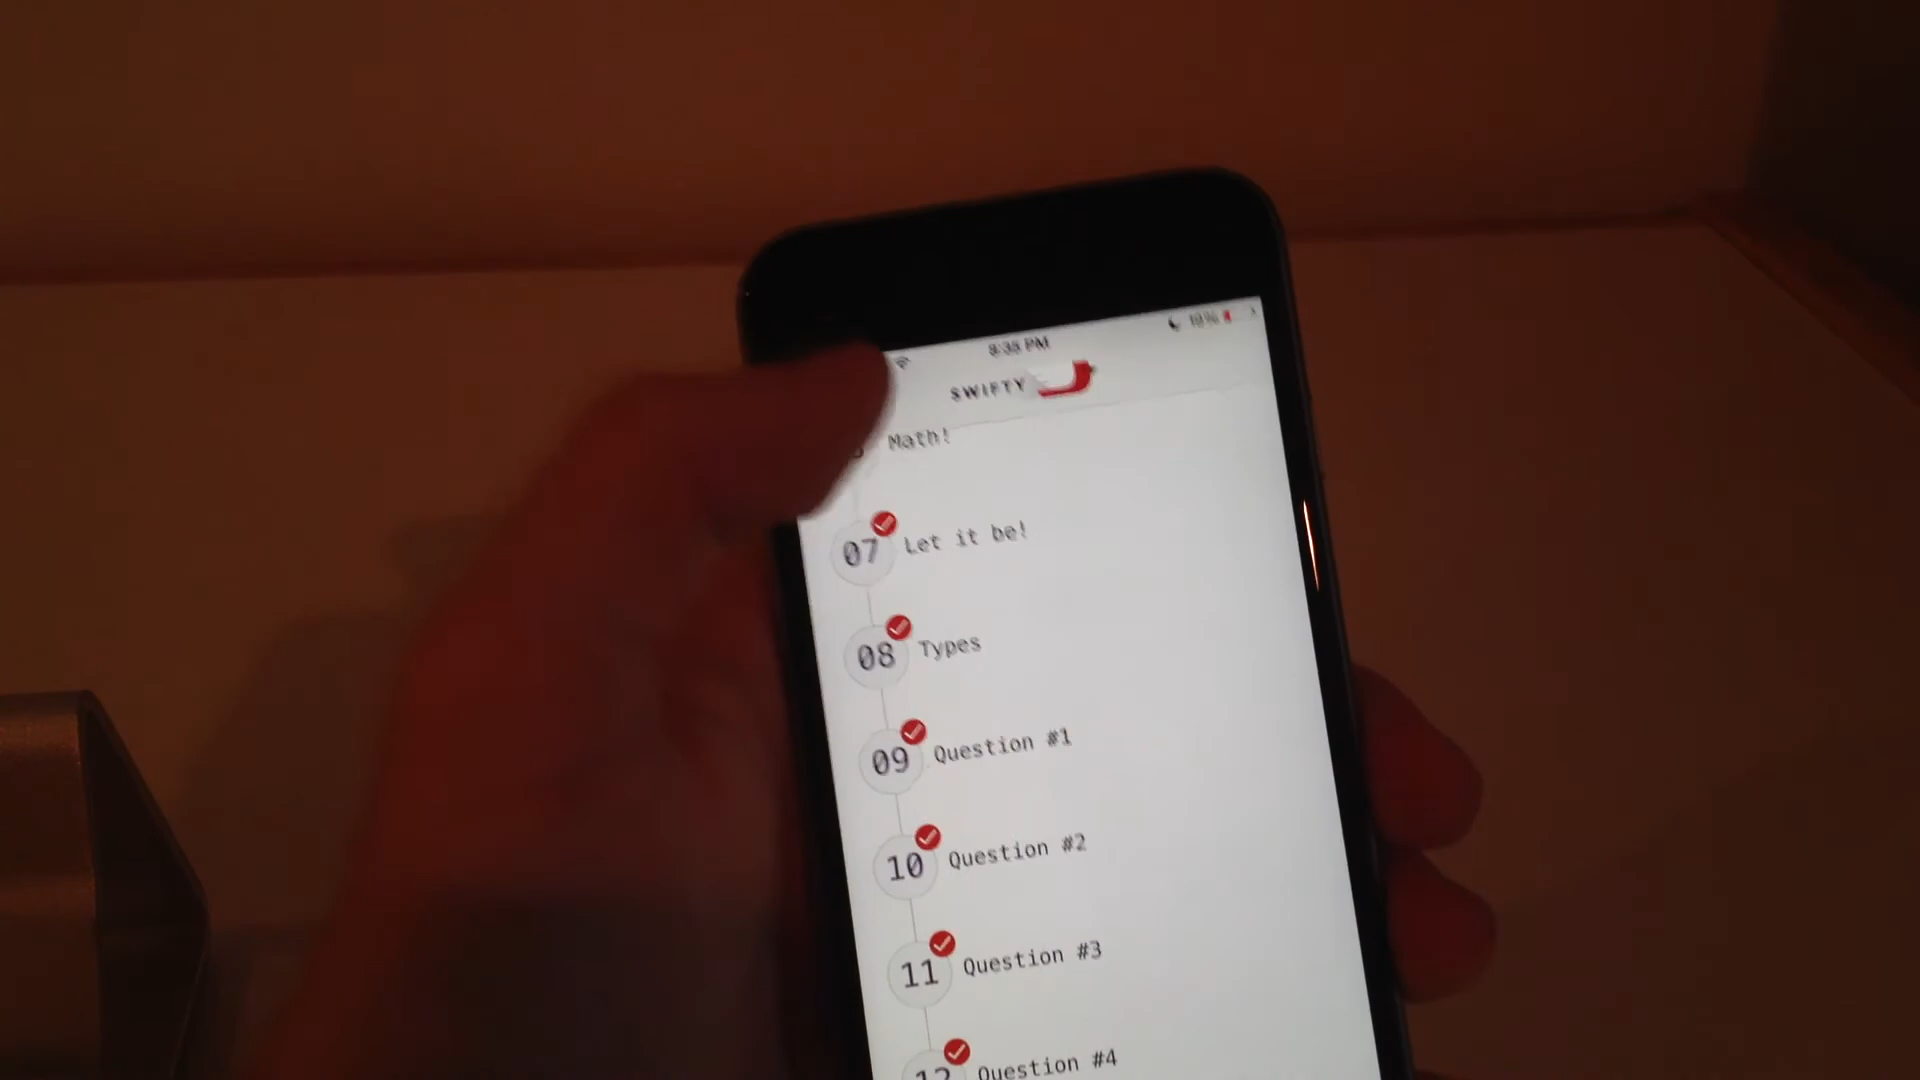 8:35 PM
SWIFTY
Math!
07 Let it be!
08 Types
09 Question #1
10 Question #2
11 Question #3
12 Question #4